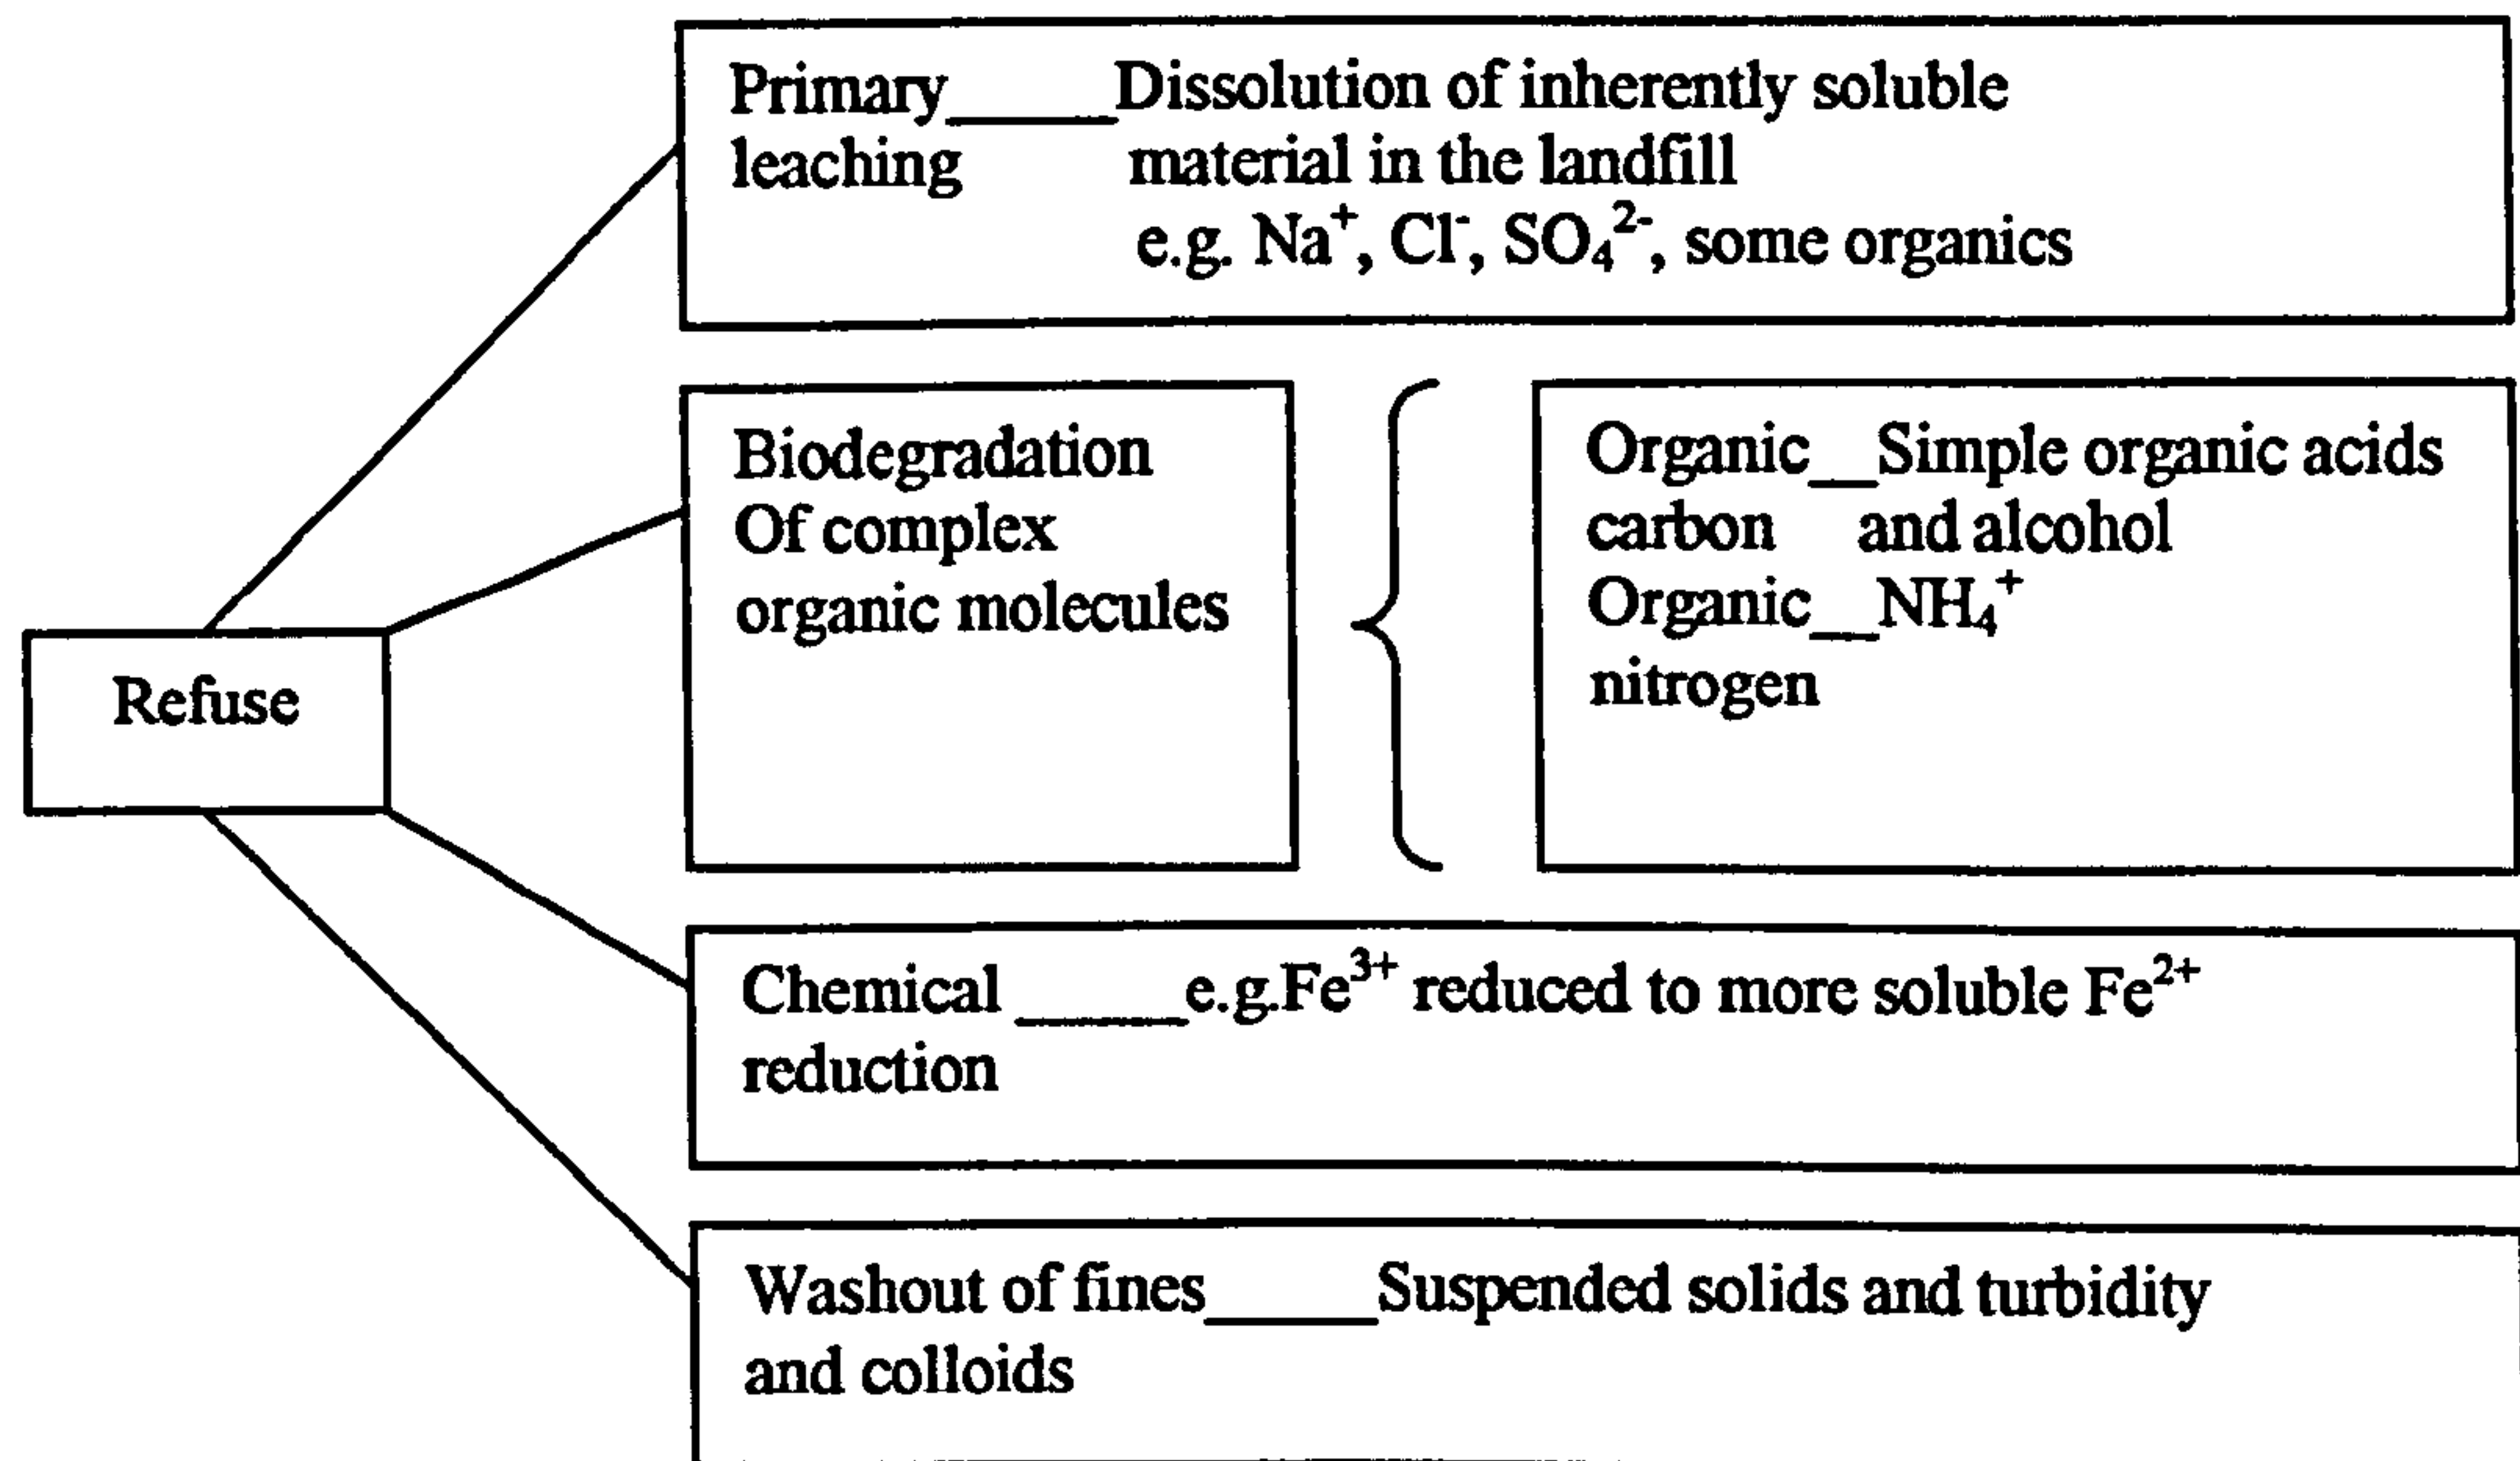 Primary_____Dissolution of inherently soluble
leaching material in the landfill
e.g. Na⁺, Cl⁻, SO₄²⁻, some organics
Biodegradation
Of complex
organic molecules
Organic__Simple organic acids
carbon and alcohol
Organic__NH₄⁺
nitrogen
Refuse
Chemical _____e.g.Fe³⁺ reduced to more soluble Fe²⁺
reduction
Washout of fines_____Suspended solids and turbidity
and colloids